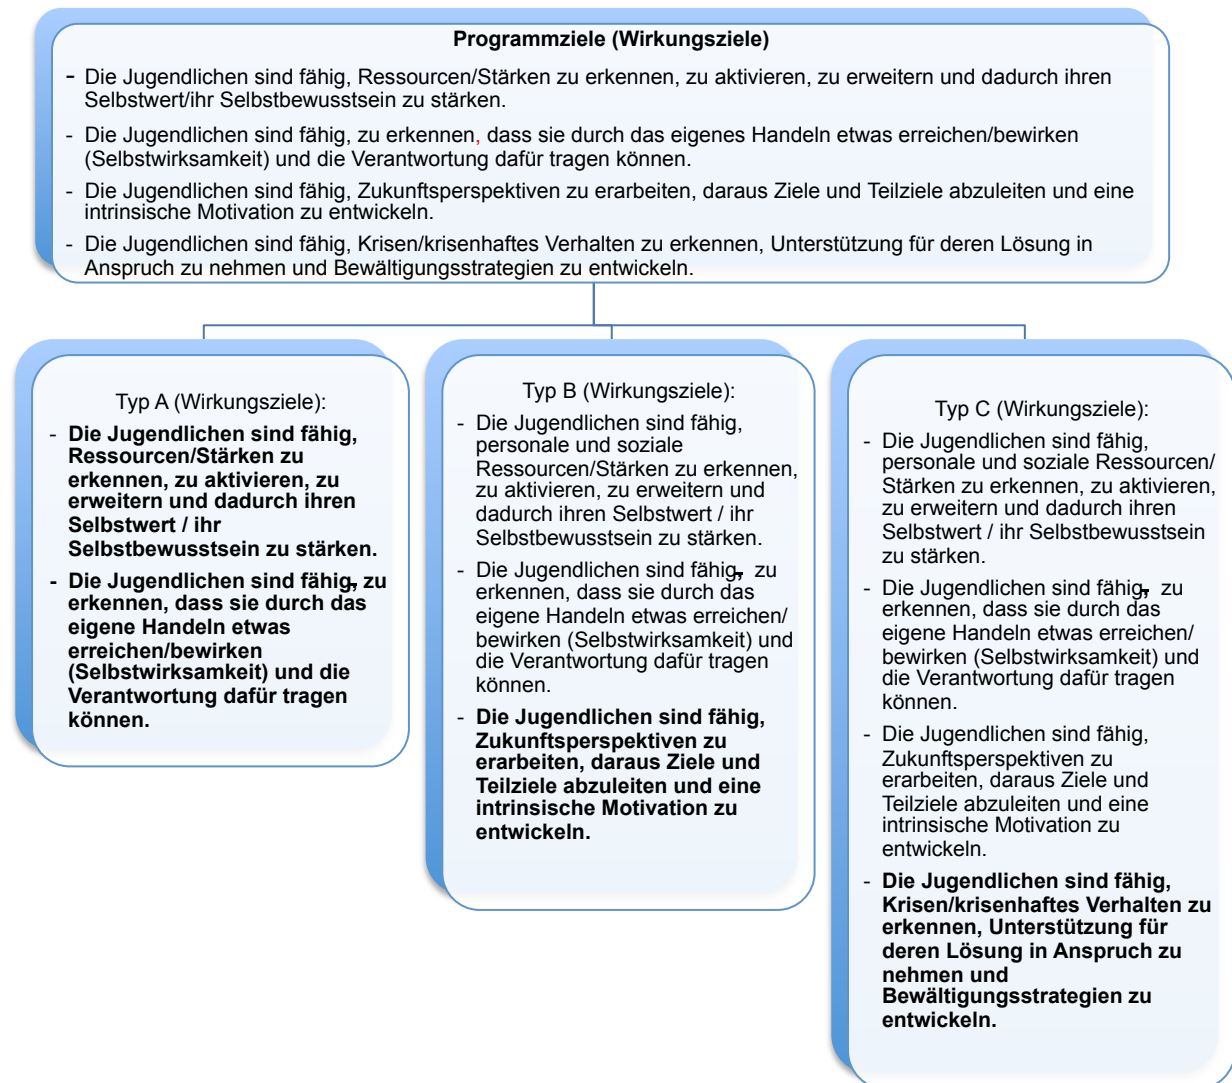 Programmziele (Wirkungsziele)
- Die Jugendlichen sind fähig, Ressourcen/Stärken zu erkennen, zu aktivieren, zu erweitern und dadurch ihren
Selbstwert/ihr Selbstbewusstsein zu stärken.
- Die Jugendlichen sind fähig, zu erkennen, dass sie durch das eigenes Handeln etwas erreichen/bewirken
(Selbstwirksamkeit) und die Verantwortung dafür tragen können.
- Die Jugendlichen sind fähig, Zukunftsperspektiven zu erarbeiten, daraus Ziele und Teilziele abzuleiten und eine
intrinsische Motivation zu entwickeln.
- Die Jugendlichen sind fähig, Krisen/krisenhaftes Verhalten zu erkennen, Unterstützung für deren Lösung in
Anspruch zu nehmen und Bewältigungsstrategien zu entwickeln.
Typ A (Wirkungsziele):
- Die Jugendlichen sind fähig,
Ressourcen/Stärken zu
erkennen, zu aktivieren, zu
erweitern und dadurch ihren
Selbstwert / ihr
Selbstbewusstsein zu stärken.
- Die Jugendlichen sind fähig, zu
erkennen, dass sie durch das
eigene Handeln etwas
erreichen/bewirken
(Selbstwirksamkeit) und die
Verantwortung dafür tragen
können.
Typ B (Wirkungsziele):
- Die Jugendlichen sind fähig,
personale und soziale
Ressourcen/Stärken zu erkennen,
zu aktivieren, zu erweitern und
dadurch ihren Selbstwert / ihr
Selbstbewusstsein zu stärken.
- Die Jugendlichen sind fähig, zu
erkennen, dass sie durch das
eigene Handeln etwas erreichen/
bewirken (Selbstwirksamkeit) und
die Verantwortung dafür tragen
können.
- Die Jugendlichen sind fähig,
Zukunftsperspektiven zu
erarbeiten, daraus Ziele und
Teilziele abzuleiten und eine
intrinsische Motivation zu
entwickeln.
Typ C (Wirkungsziele):
- Die Jugendlichen sind fähig,
personale und soziale Ressourcen/
Stärken zu erkennen, zu aktivieren,
zu erweitern und dadurch ihren
Selbstwert / ihr Selbstbewusstsein
zu stärken.
- Die Jugendlichen sind fähig, zu
erkennen, dass sie durch das
eigene Handeln etwas erreichen/
bewirken (Selbstwirksamkeit) und
die Verantwortung dafür tragen
können.
- Die Jugendlichen sind fähig,
Zukunftsperspektiven zu
erarbeiten, daraus Ziele und
Teilziele abzuleiten und eine
intrinsische Motivation zu
entwickeln.
- Die Jugendlichen sind fähig,
Krisen/krisenhaftes Verhalten zu
erkennen, Unterstützung für
deren Lösung in Anspruch zu
nehmen und
Bewältigungsstrategien zu
entwickeln.